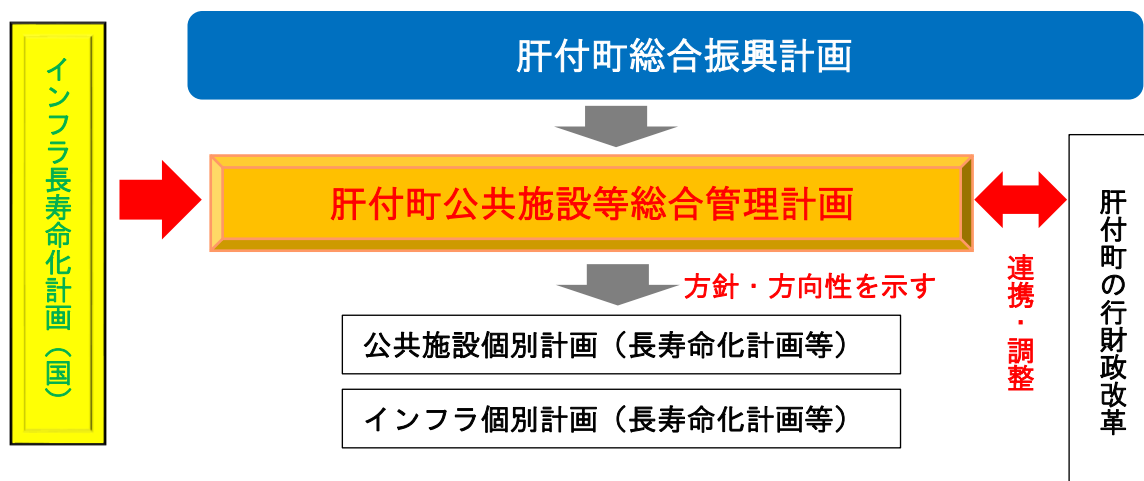 肝付町総合振興計画
インフラ長寿命化計画（国）
肝付町公共施設等総合管理計画
連携・調整
肝付町の行財政改革
方針・方向性を示す
公共施設個別計画（長寿命化計画等）
インフラ個別計画（長寿命化計画等）